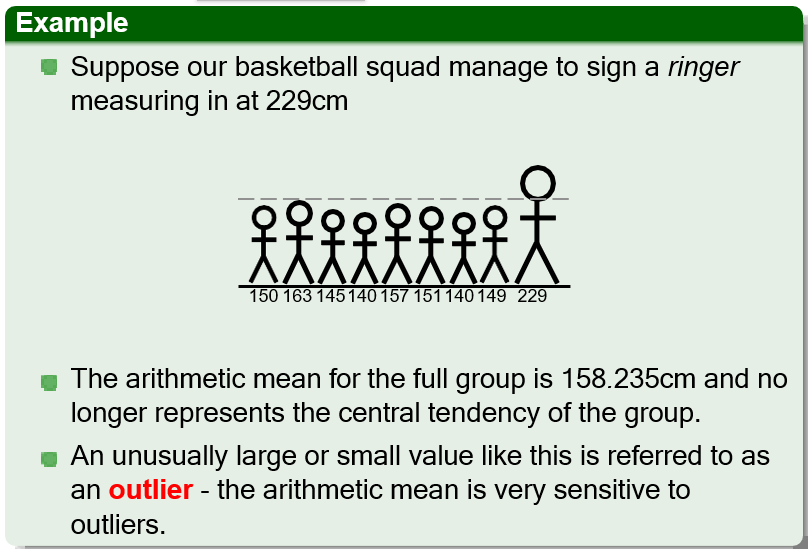 Example
Suppose our basketball squad manage to sign a ringer
measuring in at 229cm
150 163 145 140 157 151 140 149 229
The arithmetic mean for the full group is 158.235cm and no
longer represents the central tendency of the group.
An unusually large or small value like this is referred to as
an outlier - the arithmetic mean is very sensitive to
outliers.